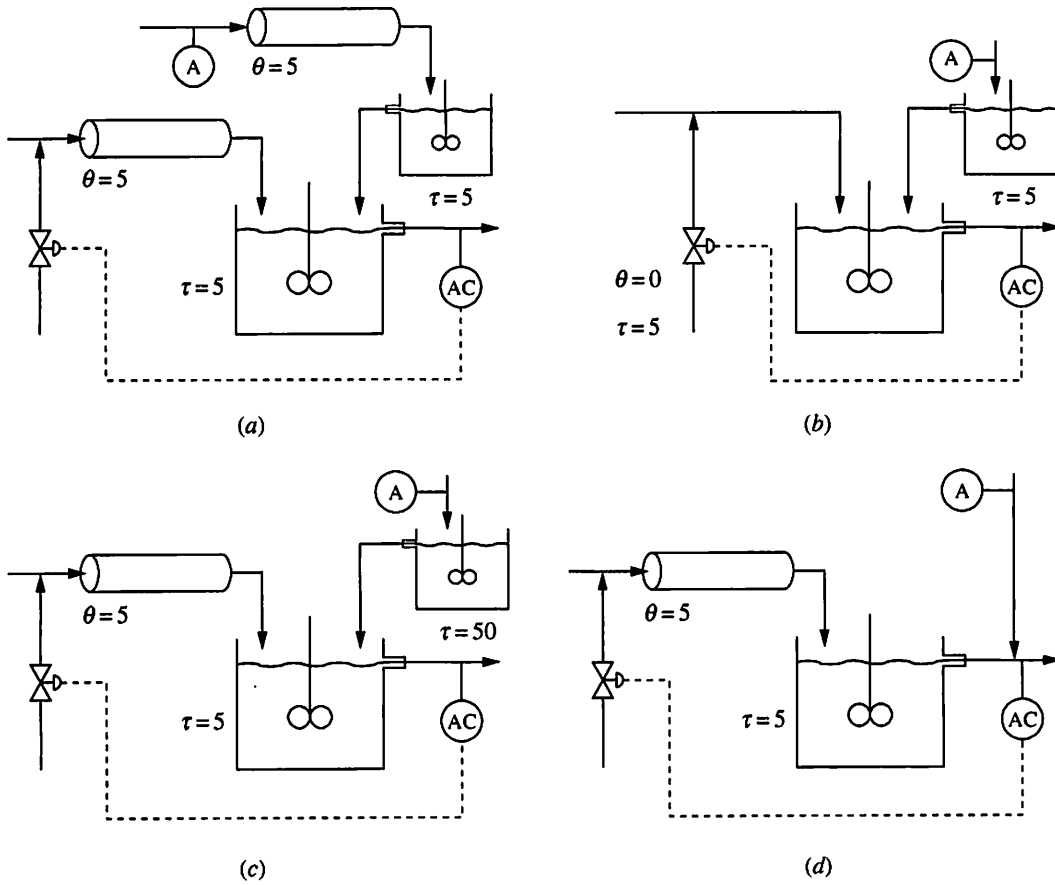 A
θ = 5
θ = 5
τ = 5
τ = 5
AC
(a)
A
τ = 5
θ = 0
τ = 5
AC
(b)
A
θ = 5
τ = 50
τ = 5
AC
(c)
A
θ = 5
τ = 5
AC
(d)